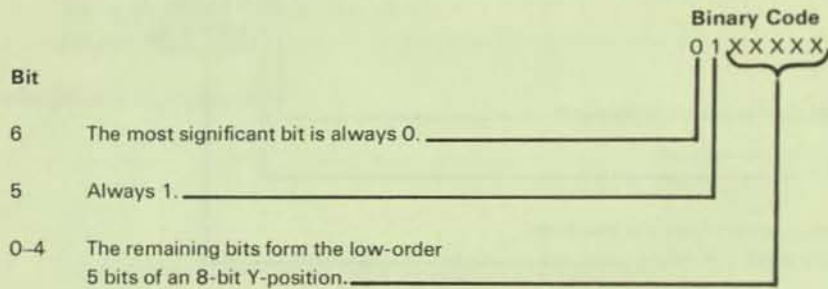 Binary Code
0 1 X X X X X
Bit
6 The most significant bit is always 0.
5 Always 1.
0–4 The remaining bits form the low-order
5 bits of an 8-bit Y-position.